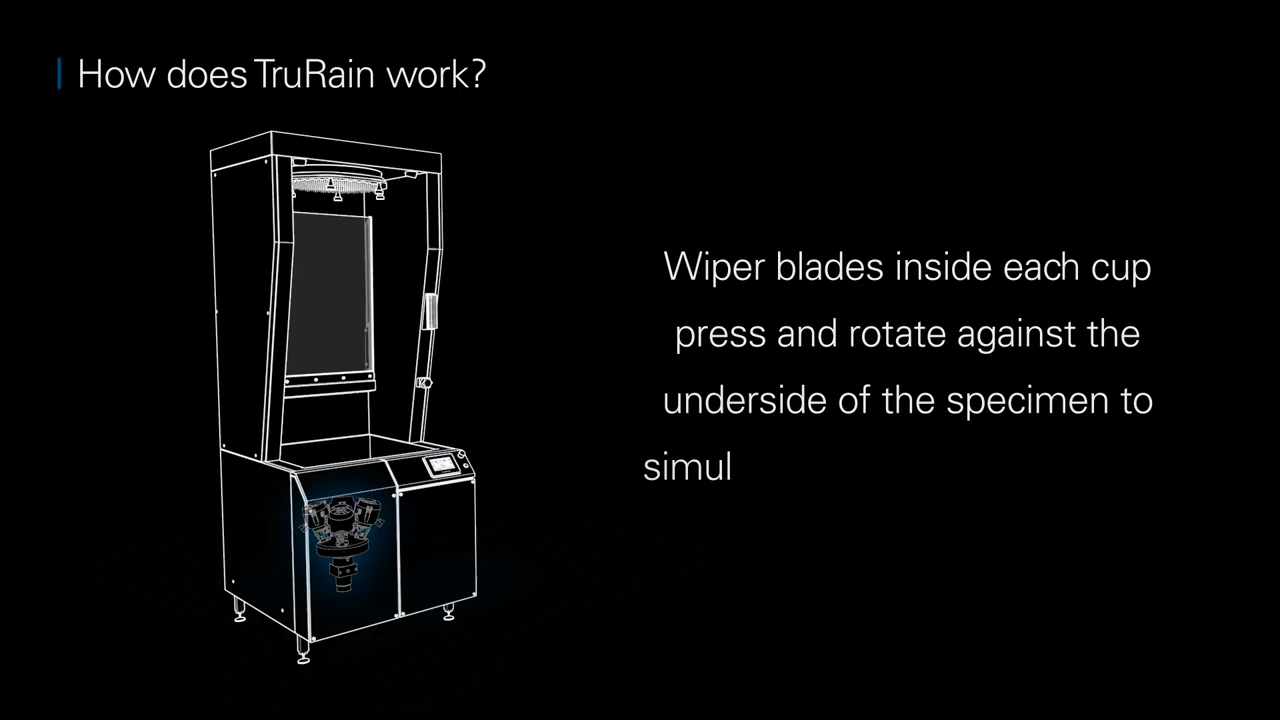 How does TruRain work?
Wiper blades inside each cup
press and rotate against the
underside of the specimen to
simul